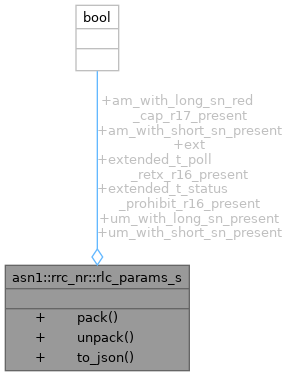 bool
+am_with_long_sn_red
_cap_r17_present
+am_with_short_sn_present
+ext
+extended_t_poll
_retx_r16_present
+extended_t_status
_prohibit_r16_present
+um_with_long_sn_present
+um_with_short_sn_present
asn1::rrc_nr::rlc_params_s
+ pack()
+ unpack()
+ to_json()